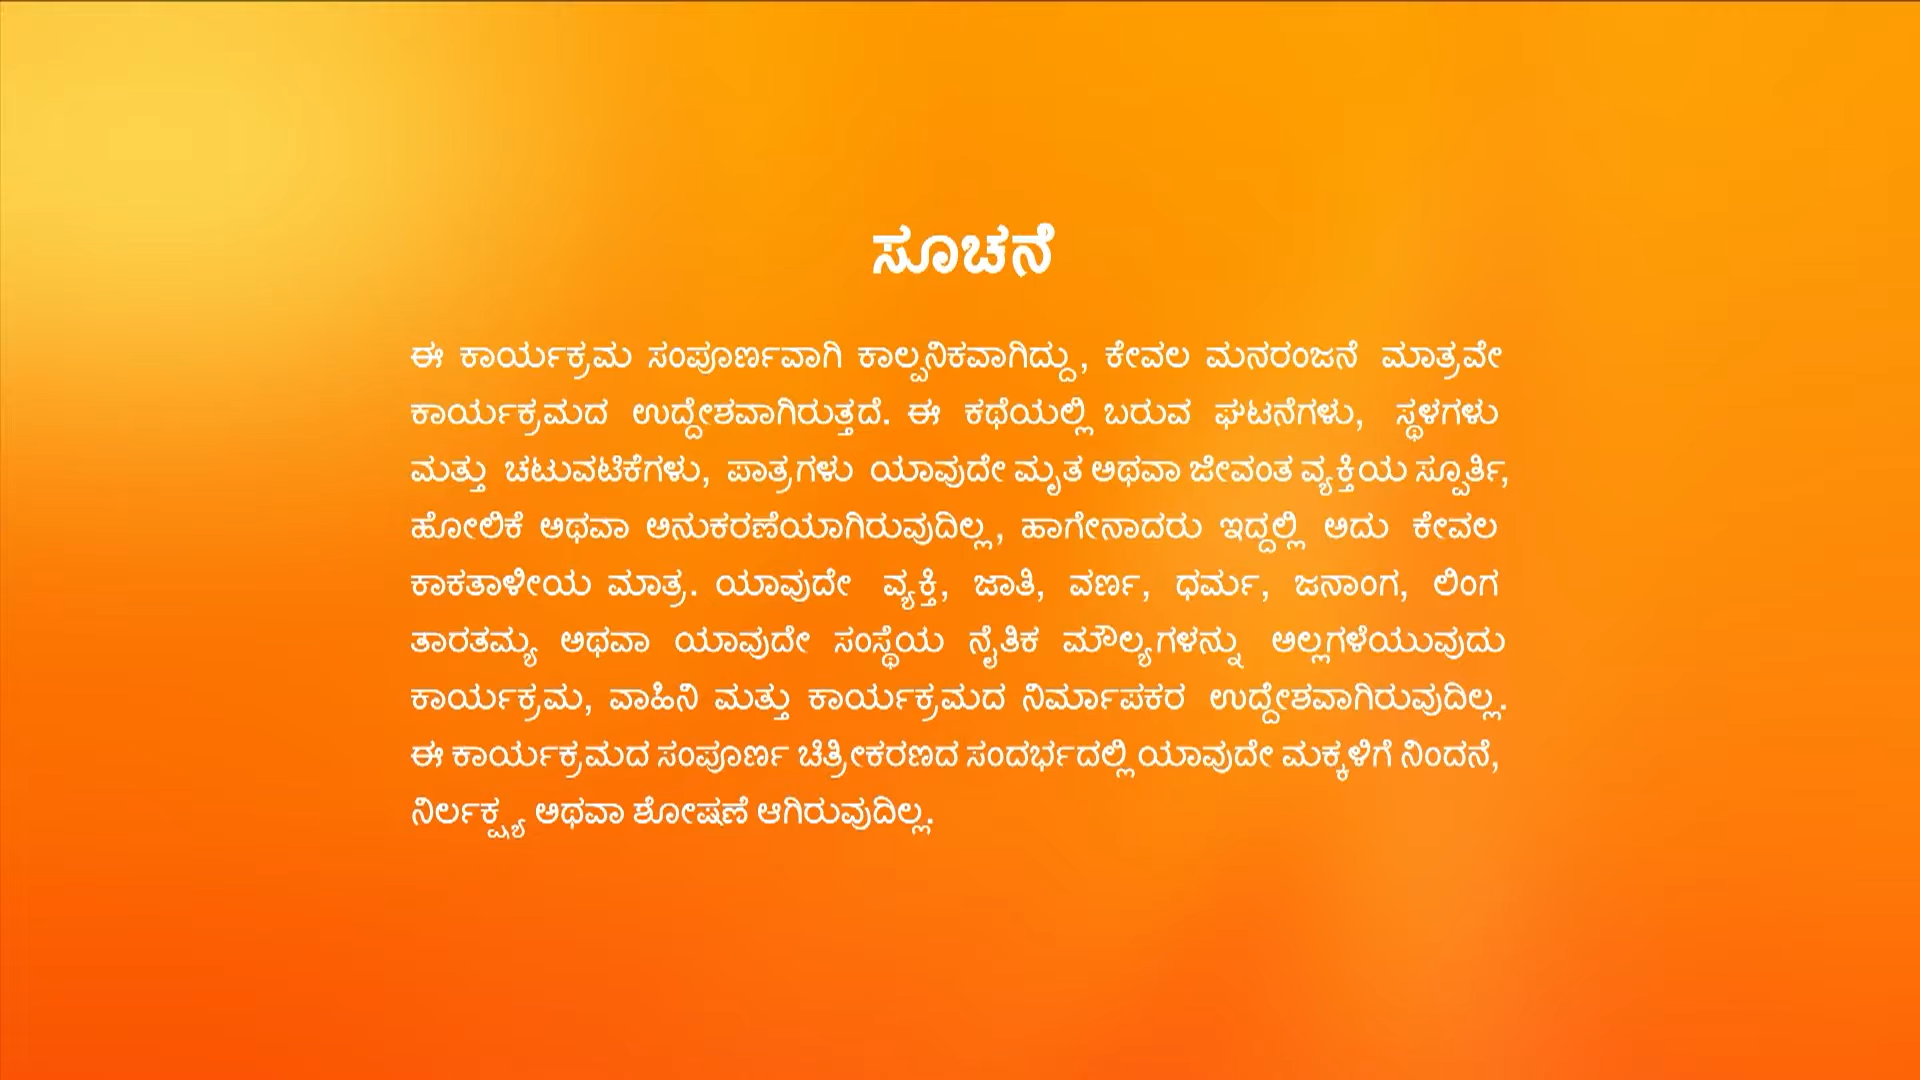 ಸೂಚನೆ
ಈ ಕಾರ್ಯಕ್ರಮ ಸಂಪೂರ್ಣವಾಗಿ ಕಾಲ್ಪನಿಕವಾಗಿದ್ದು, ಕೇವಲ ಮನರಂಜನೆ ಮಾತ್ರವೇ
ಕಾರ್ಯಕ್ರಮದ ಉದ್ದೇಶವಾಗಿರುತ್ತದೆ. ಈ ಕಥೆಯಲ್ಲಿ ಬರುವ ಘಟನೆಗಳು, ಸ್ಥಳಗಳು
ಮತ್ತು ಚಟುವಟಿಕೆಗಳು, ಪಾತ್ರಗಳು ಯಾವುದೇ ಮೃತ ಅಥವಾ ಜೀವಂತ ವ್ಯಕ್ತಿಯ ಸ್ಪೂರ್ತಿ,
ಹೋಲಿಕೆ ಅಥವಾ ಅನುಕರಣೆಯಾಗಿರುವುದಿಲ್ಲ, ಹಾಗೇನಾದರು ಇದ್ದಲ್ಲಿ ಅದು ಕೇವಲ
ಕಾಕತಾಳೀಯ ಮಾತ್ರ. ಯಾವುದೇ ವ್ಯಕ್ತಿ, ಜಾತಿ, ವರ್ಣ, ಧರ್ಮ, ಜನಾಂಗ, ಲಿಂಗ
ತಾರತಮ್ಯ ಅಥವಾ ಯಾವುದೇ ಸಂಸ್ಥೆಯ ನೈತಿಕ ಮೌಲ್ಯಗಳನ್ನು ಅಲ್ಲಗಳೆಯುವುದು
ಕಾರ್ಯಕ್ರಮ, ವಾಹಿನಿ ಮತ್ತು ಕಾರ್ಯಕ್ರಮದ ನಿರ್ಮಾಪಕರ ಉದ್ದೇಶವಾಗಿರುವುದಿಲ್ಲ.
ಈ ಕಾರ್ಯಕ್ರಮದ ಸಂಪೂರ್ಣ ಚಿತ್ರೀಕರಣದ ಸಂದರ್ಭದಲ್ಲಿ ಯಾವುದೇ ಮಕ್ಕಳಿಗೆ ನಿಂದನೆ,
ನಿರ್ಲಕ್ಷ್ಯ ಅಥವಾ ಶೋಷಣೆ ಆಗಿರುವುದಿಲ್ಲ.